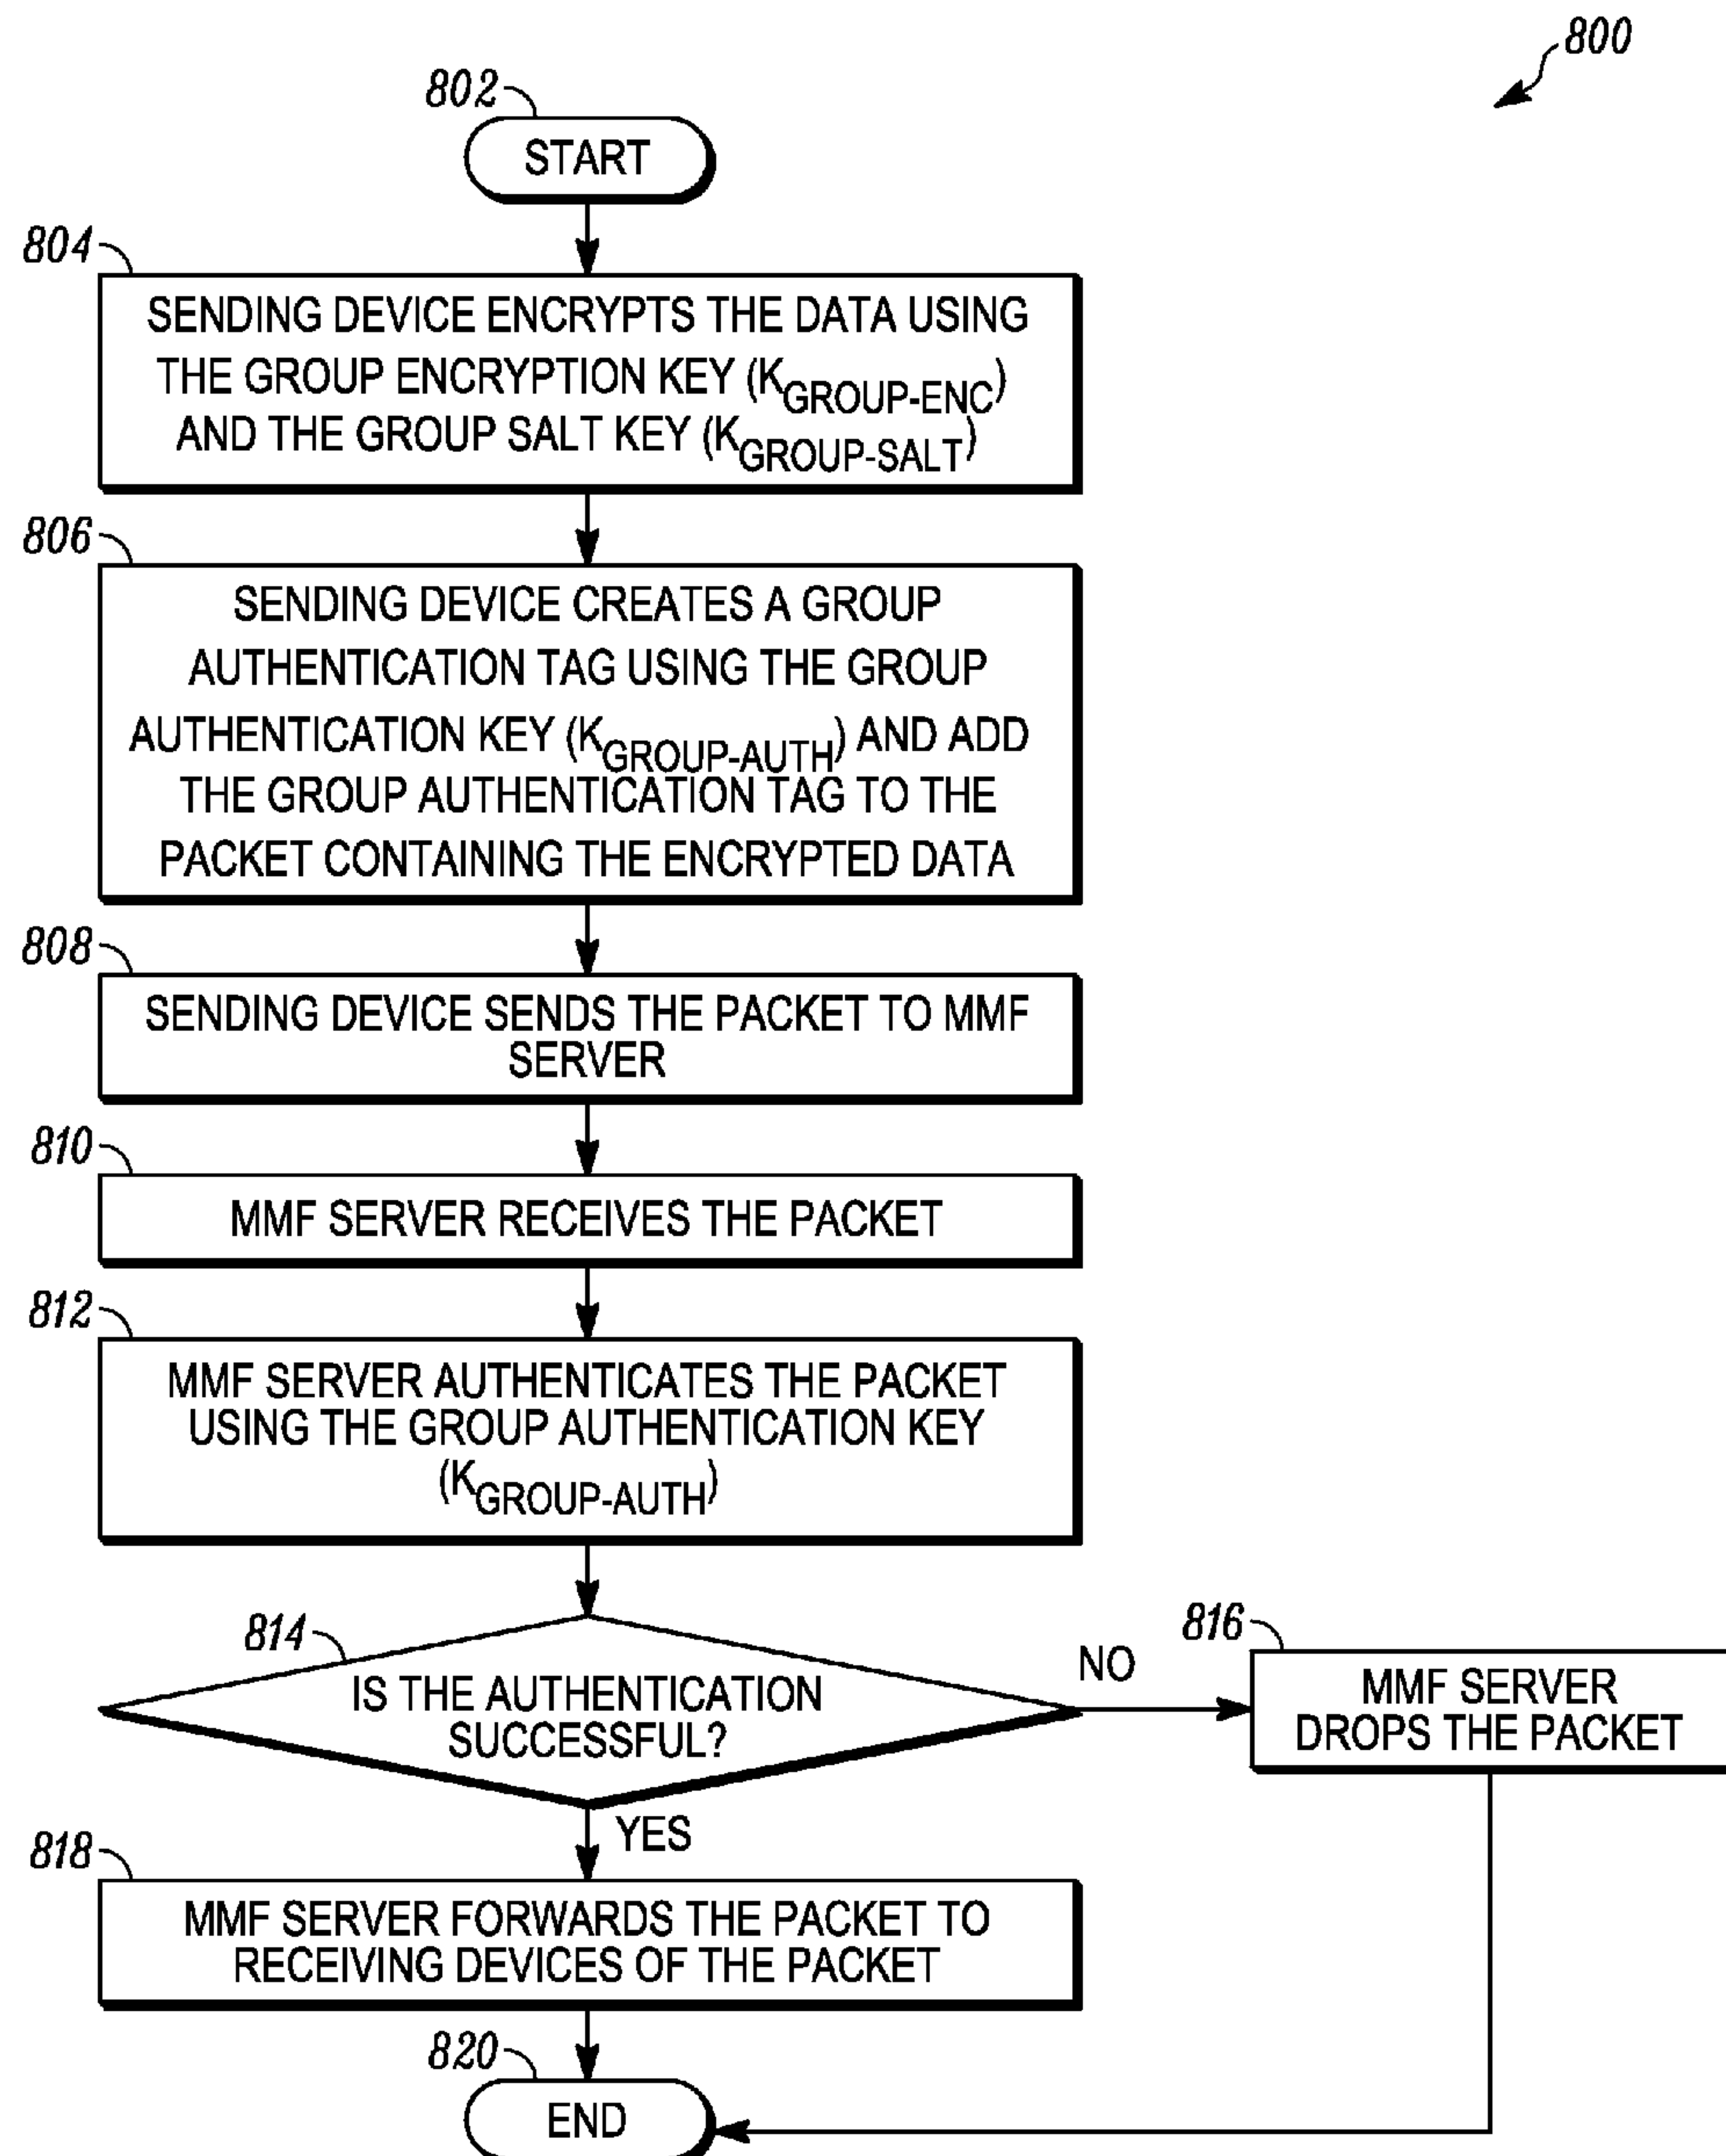 800
802
START
804
SENDING DEVICE ENCRYPTS THE DATA USING
THE GROUP ENCRYPTION KEY (KGROUP-ENC)
AND THE GROUP SALT KEY (KGROUP-SALT)
806
SENDING DEVICE CREATES A GROUP
AUTHENTICATION TAG USING THE GROUP
AUTHENTICATION KEY (KGROUP-AUTH) AND ADD
THE GROUP AUTHENTICATION TAG TO THE
PACKET CONTAINING THE ENCRYPTED DATA
808
SENDING DEVICE SENDS THE PACKET TO MMF
SERVER
810
MMF SERVER RECEIVES THE PACKET
812
MMF SERVER AUTHENTICATES THE PACKET
USING THE GROUP AUTHENTICATION KEY
(KGROUP-AUTH)
814
IS THE AUTHENTICATION
SUCCESSFUL?
NO
816
MMF SERVER
DROPS THE PACKET
YES
818
MMF SERVER FORWARDS THE PACKET TO
RECEIVING DEVICES OF THE PACKET
820
END